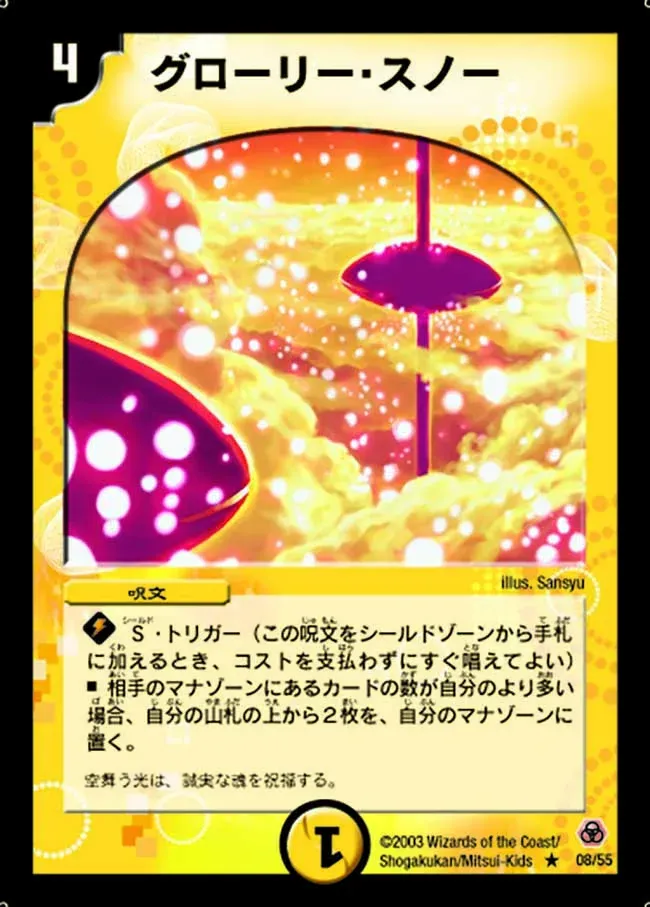 4
グローリー・スノー
illus. Sansyu
呪文
S・トリガー（この呪文をシールドゾーンから手札
に加えるとき、コストを支払わずにすぐ唱えてよい）
■ 相手のマナゾーンにあるカードの数が自分のより多い
場合、自分の山札の上から2枚を、自分のマナゾーンに
置く。
空舞う光は、誠実な魂を祝福する。
1
©2003 Wizards of the Coast/
Shogakukan/Mitsui-Kids ★ 08/55